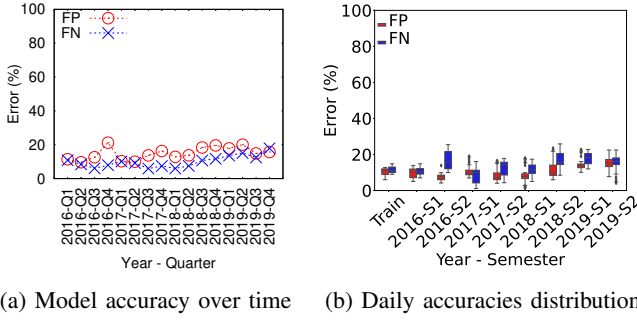 100
80
60
40
20
0
Error (%)
FP
FN
2016-Q1
2016-Q2
2016-Q3
2016-Q4
2017-Q1
2017-Q2
2017-Q3
2017-Q4
2018-Q1
2018-Q2
2018-Q3
2018-Q4
2019-Q1
2019-Q2
2019-Q3
2019-Q4
Year - Quarter
(a) Model accuracy over time
100
80
60
40
20
0
Error (%)
FP
FN
Train
2016-S1
2016-S2
2017-S1
2017-S2
2018-S1
2018-S2
2019-S1
2019-S2
Year - Semester
(b) Daily accuracies distribution